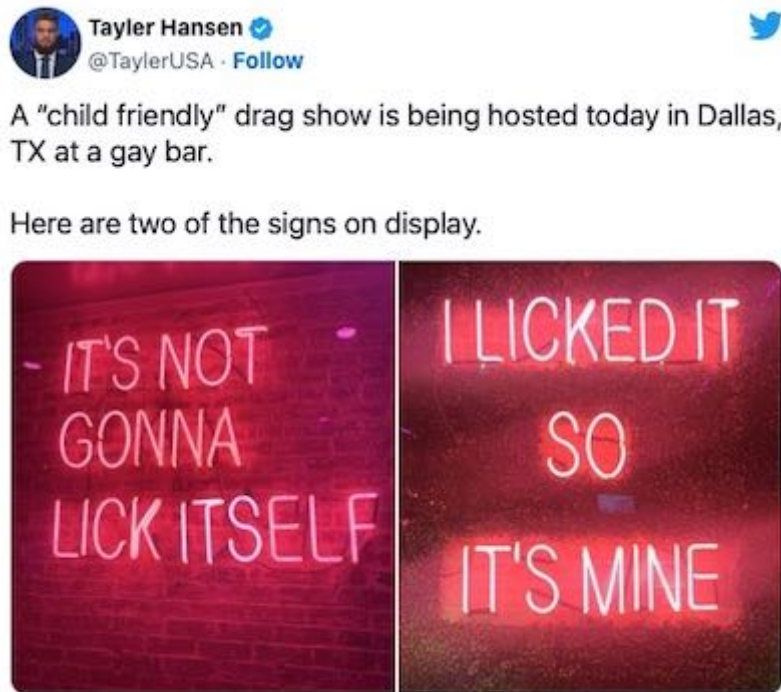 Tayler Hansen
@TaylerUSA · Follow
A “child friendly” drag show is being hosted today in Dallas,
TX at a gay bar.
Here are two of the signs on display.
IT'S NOT
GONNA
LICK ITSELF
I LICKED IT
SO
IT'S MINE